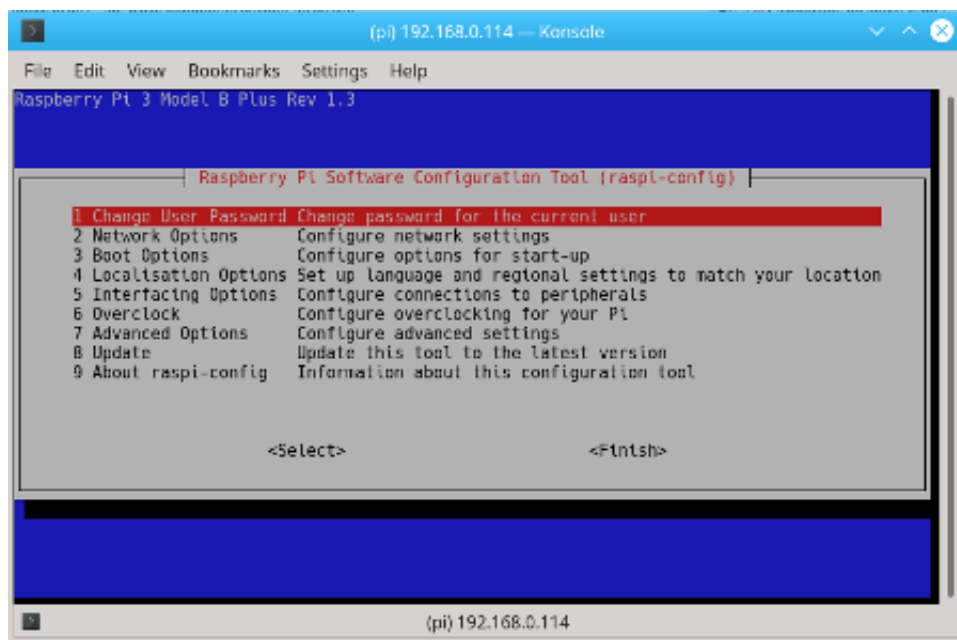 (pi) 192.168.0.114 — Konsole
File Edit View Bookmarks Settings Help
Raspberry Pi 3 Model B Plus Rev 1.3
Raspberry Pi Software Configuration Tool (raspi-config)
1 Change User Password Change password for the current user
2 Network Options Configure network settings
3 Boot Options Configure options for start-up
4 Localisation Options Set up language and regional settings to match your location
5 Interfacing Options Configure connections to peripherals
6 Overclock Configure overclocking for your Pi
7 Advanced Options Configure advanced settings
8 Update Update this tool to the latest version
9 About raspi-config Information about this configuration tool
<Select> <Finish>
(pi) 192.168.0.114